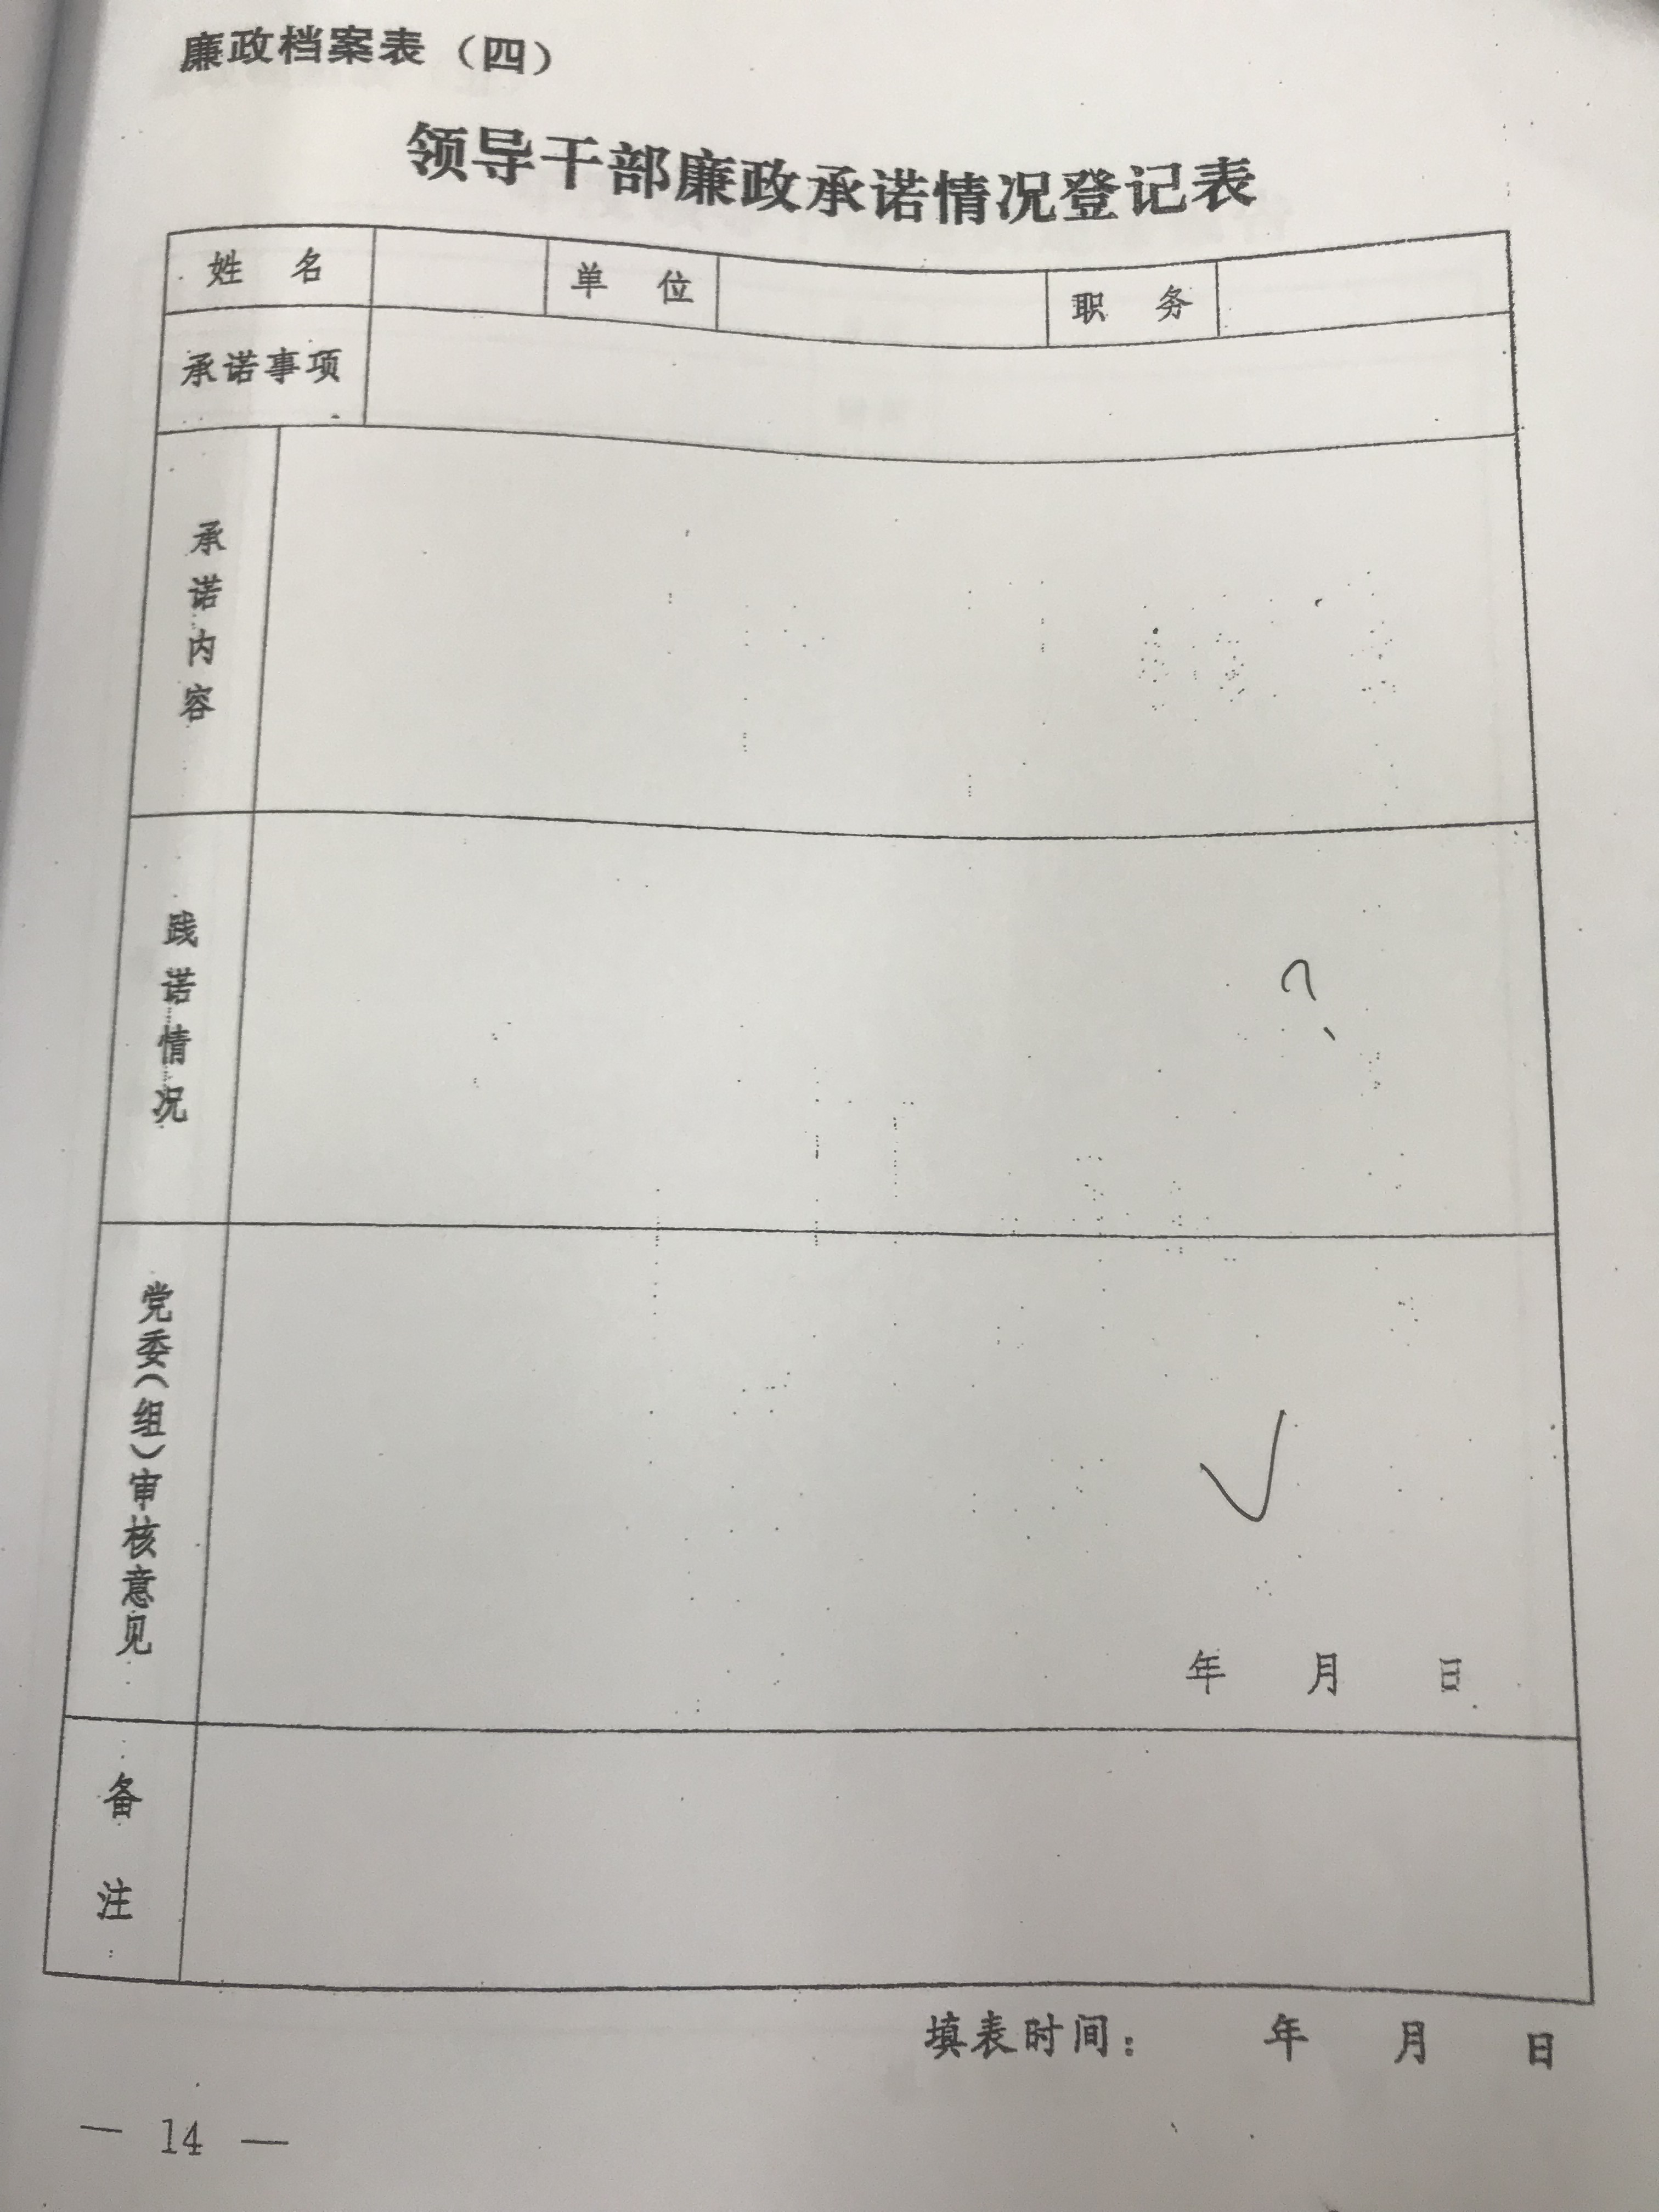 廉政档案表（四）
领导干部廉政承诺情况登记表
姓 名 单 位 职 务
承诺事项
承诺内容
践诺情况
?
党委（组）审核意见
✓
年 月 日
备注
填表时间： 年 月 日
— 14 —